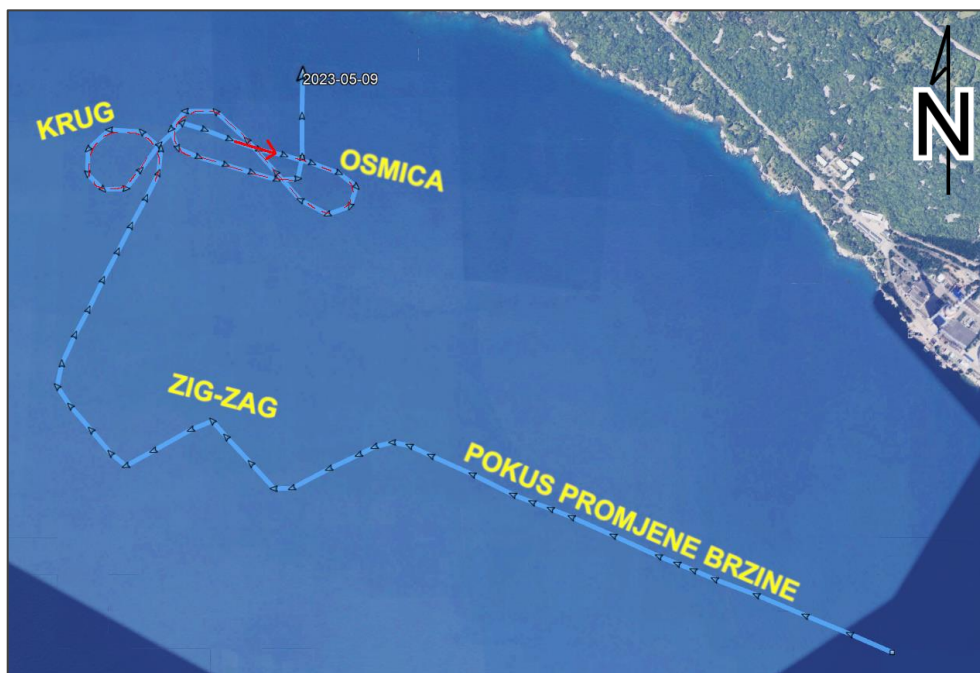 2023-05-09
KRUG
OSMICA
N
ZIG-ZAG
POKUS PROMJENE BRZINE